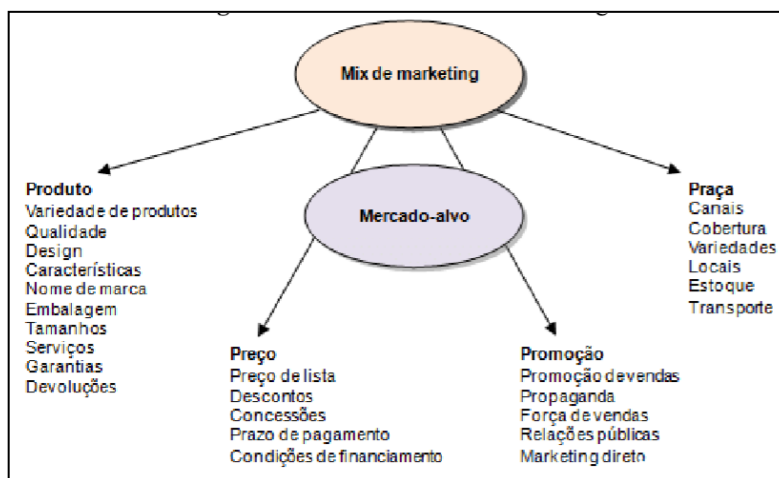 Mix de marketing
Mercado-alvo
Produto
Variedade de produtos
Qualidade
Design
Características
Nome de marca
Embalagem
Tamanhos
Serviços
Garantias
Devoluções
Preço
Preço de lista
Descontos
Concessões
Prazo de pagamento
Condições de financiamento
Promoção
Promoção de vendas
Propaganda
Força de vendas
Relações públicas
Marketing direto
Praça
Canais
Cobertura
Variedades
Locais
Estoque
Transporte